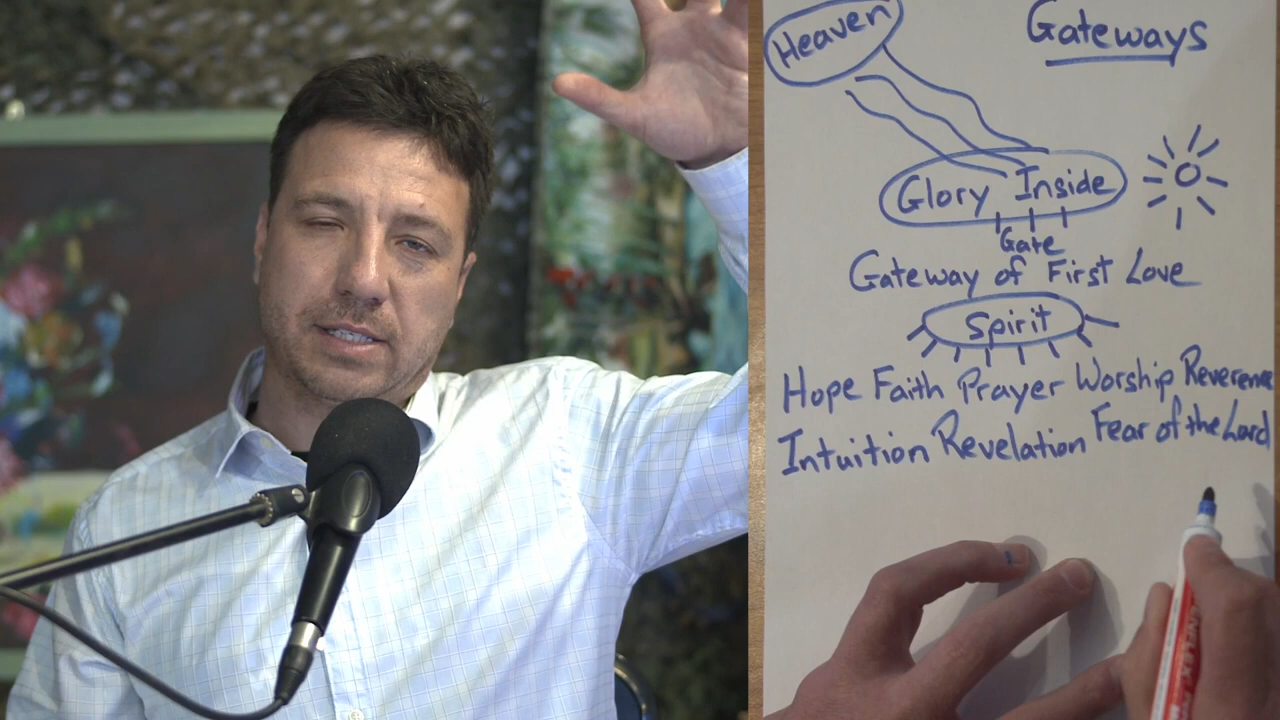 Heaven
Gateways
Glory Inside
Gate
Gateway of First Love
Spirit
Hope Faith Prayer Worship Reverence
Intuition Revelation Fear of the Lord